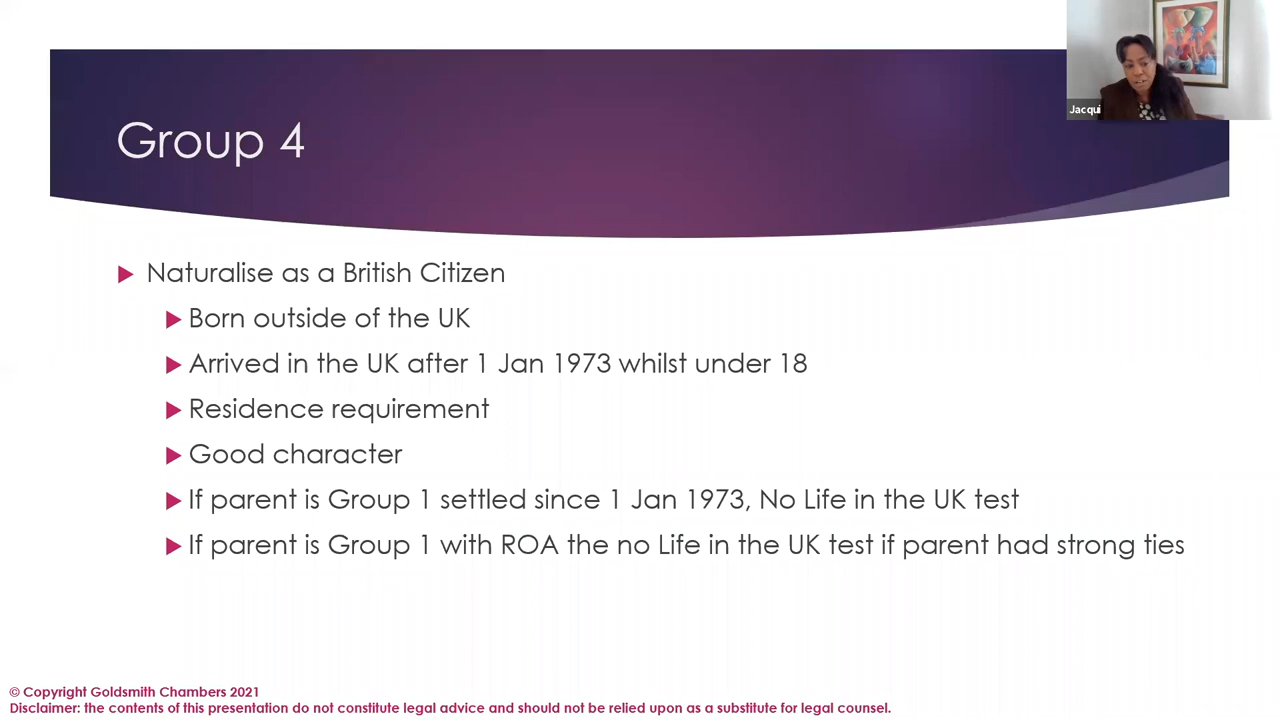 Group 4
Jacqui
Naturalise as a British Citizen
Born outside of the UK
Arrived in the UK after 1 Jan 1973 whilst under 18
Residence requirement
Good character
If parent is Group 1 settled since 1 Jan 1973, No Life in the UK test
If parent is Group 1 with ROA the no Life in the UK test if parent had strong ties
© Copyright Goldsmith Chambers 2021
Disclaimer: the contents of this presentation do not constitute legal advice and should not be relied upon as a substitute for legal counsel.